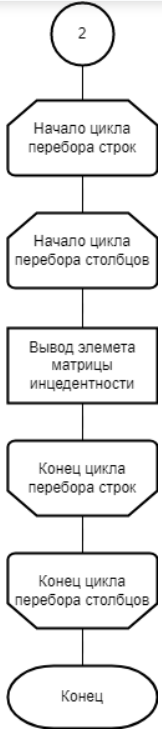 2
Начало цикла
перебора строк
Начало цикла
перебора столбцов
Вывод элемета
матрицы
инцедентности
Конец цикла
перебора строк
Конец цикла
перебора столбцов
Конец